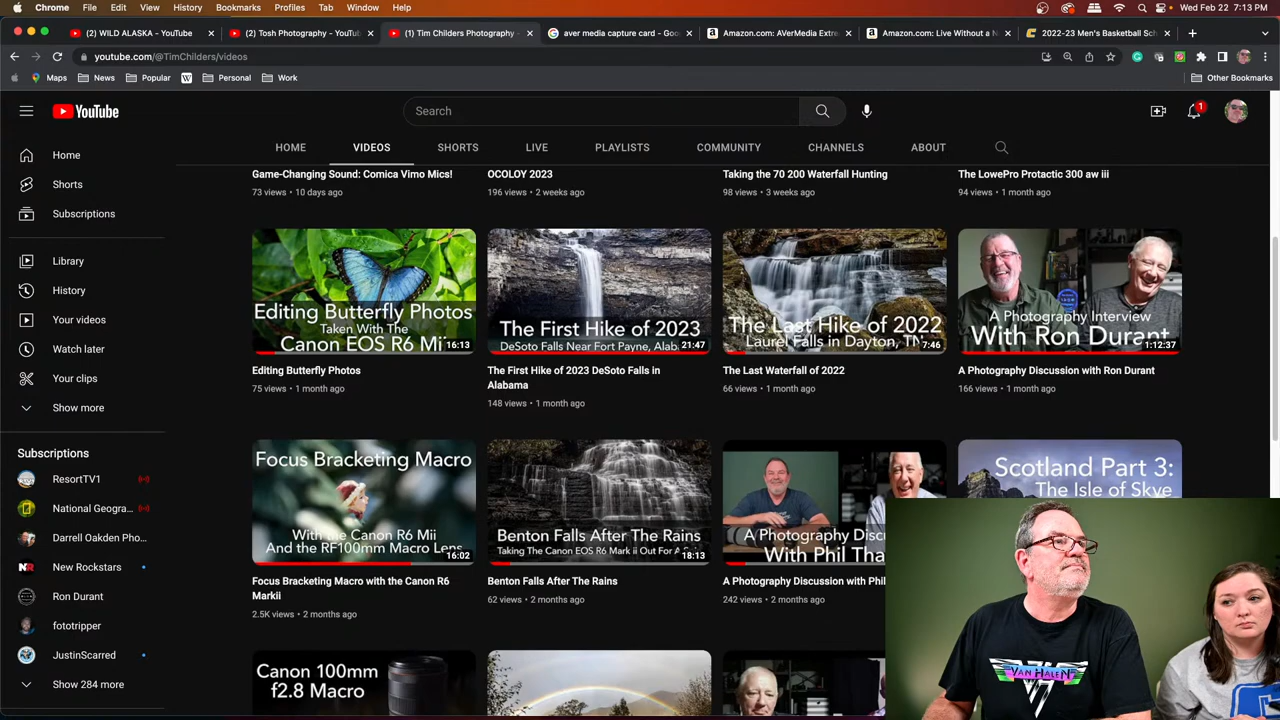 Chrome File Edit View History Bookmarks Profiles Tab Window Help Wed Feb 22 7:13 PM
(2) WILD ALASKA - YouTube (2) Tosh Photography - YouTu (1) Tim Childers Photography - aver media capture card - Goo Amazon.com: AVerMedia Extre Amazon.com: Live Without a N 2022-23 Men's Basketball Sch
youtube.com/@TimChilders/videos
Maps News Popular Personal Work Other Bookmarks
YouTube Search 1
HOME VIDEOS SHORTS LIVE PLAYLISTS COMMUNITY CHANNELS ABOUT
Home
Shorts
Subscriptions
Library
History
Your videos
Watch later
Your clips
Show more
Subscriptions
ResortTV1
National Geogra...
Darrell Oakden Pho...
New Rockstars
Ron Durant
fototripper
JustinScarred
Show 284 more
Game-Changing Sound: Comica Vimo Mics!
73 views • 10 days ago
OCOLOY 2023
196 views • 2 weeks ago
Taking the 70 200 Waterfall Hunting
98 views • 3 weeks ago
The LowePro Protactic 300 aw iii
94 views • 1 month ago
Editing Butterfly Photos
Taken With The
Canon EOS R6 Mii
16:13
Editing Butterfly Photos
75 views • 1 month ago
The First Hike of 2023
DeSoto Falls Near Fort Payne, Alab
21:47
The First Hike of 2023 DeSoto Falls in
Alabama
148 views • 1 month ago
The Last Hike of 2022
Laurel Falls in Dayton, TN
7:46
The Last Waterfall of 2022
66 views • 1 month ago
A Photography Interview
With Ron Durant
1:12:37
A Photography Discussion with Ron Durant
166 views • 1 month ago
Focus Bracketing Macro
With the Canon R6 Mii
And the RF100mm Macro Lens
16:02
Focus Bracketing Macro with the Canon R6
Markii
2.5K views • 2 months ago
Benton Falls After The Rains
Taking The Canon EOS R6 Mark ii Out For A
18:13
Benton Falls After The Rains
62 views • 2 months ago
A Photography Disc
With Phil Tha
A Photography Discussion with Phil
242 views • 2 months ago
Scotland Part 3:
The Isle of Skye
Canon 100mm
f2.8 Macro
VAN HALEN